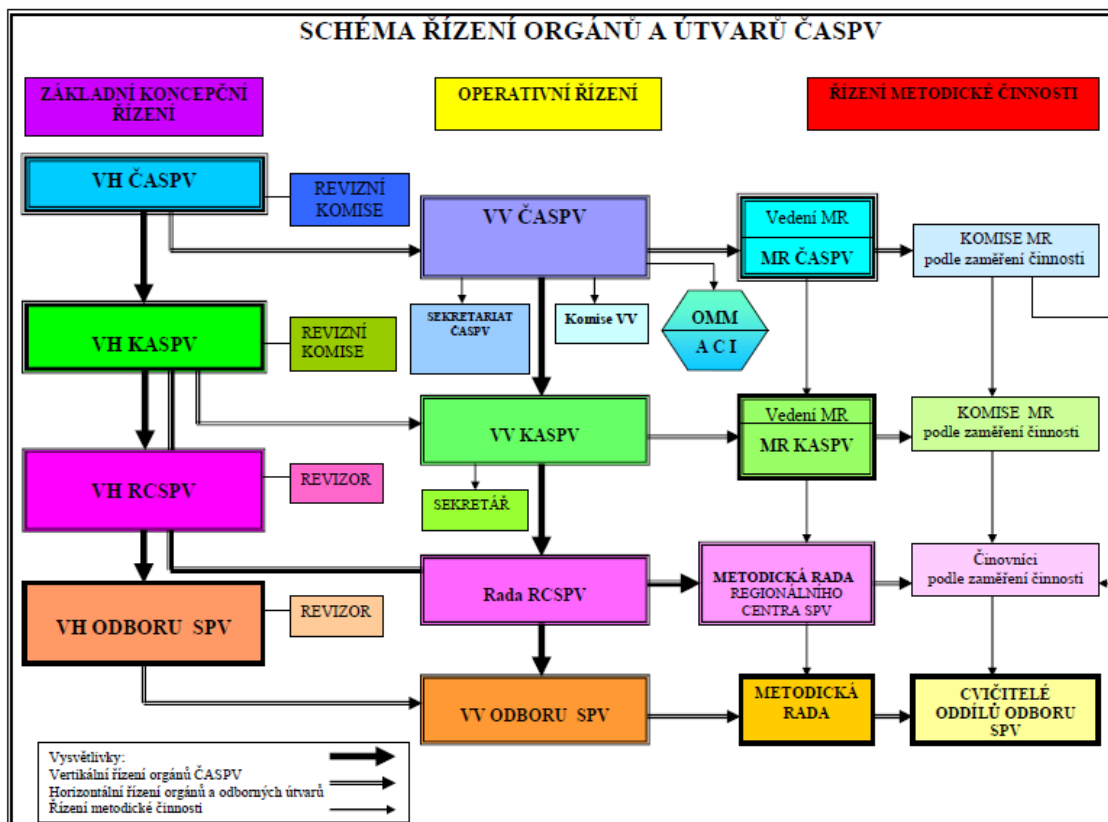 SCHÉMA ŘÍZENÍ ORGÁNŮ A ÚTVARŮ ČASPV
ZÁKLADNÍ KONCEPČNÍ
ŘÍZENÍ
OPERATIVNÍ ŘÍZENÍ
ŘÍZENÍ METODICKÉ ČINNOSTI
VH ČASPV
REVIZNÍ
KOMISE
VV ČASPV
Vedení MR
MR ČASPV
KOMISE MR
podle zaměření činnosti
SEKRETARIAT
ČASPV
Komise VV
OMM
A C I
VH KASPV
REVIZNÍ
KOMISE
VV KASPV
Vedení MR
MR KASPV
KOMISE MR
podle zaměření činnosti
SEKRETÁŘ
VH RCSPV
REVIZOR
Rada RCSPV
METODICKÁ RADA
REGIONÁLNÍHO
CENTRA SPV
Činovníci
podle zaměření činnosti
VH ODBORU SPV
REVIZOR
VV ODBORU SPV
METODICKÁ
RADA
CVIČITELÉ
ODDÍLŮ ODBORU
SPV
Vysvětlivky:
Vertikální řízení orgánů ČASPV
Horizontální řízení orgánů a odborných útvarů
Řízení metodické činnosti